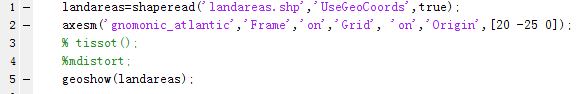 1 — landareas=shaperead('landareas.shp','UseGeoCoords',true);
2 — axesm('gnomonic_atlantic','Frame','on','Grid', 'on','Origin',[20 -25 0]);
3 % tissot();
4 %mdistort;
5 — geoshow(landareas);